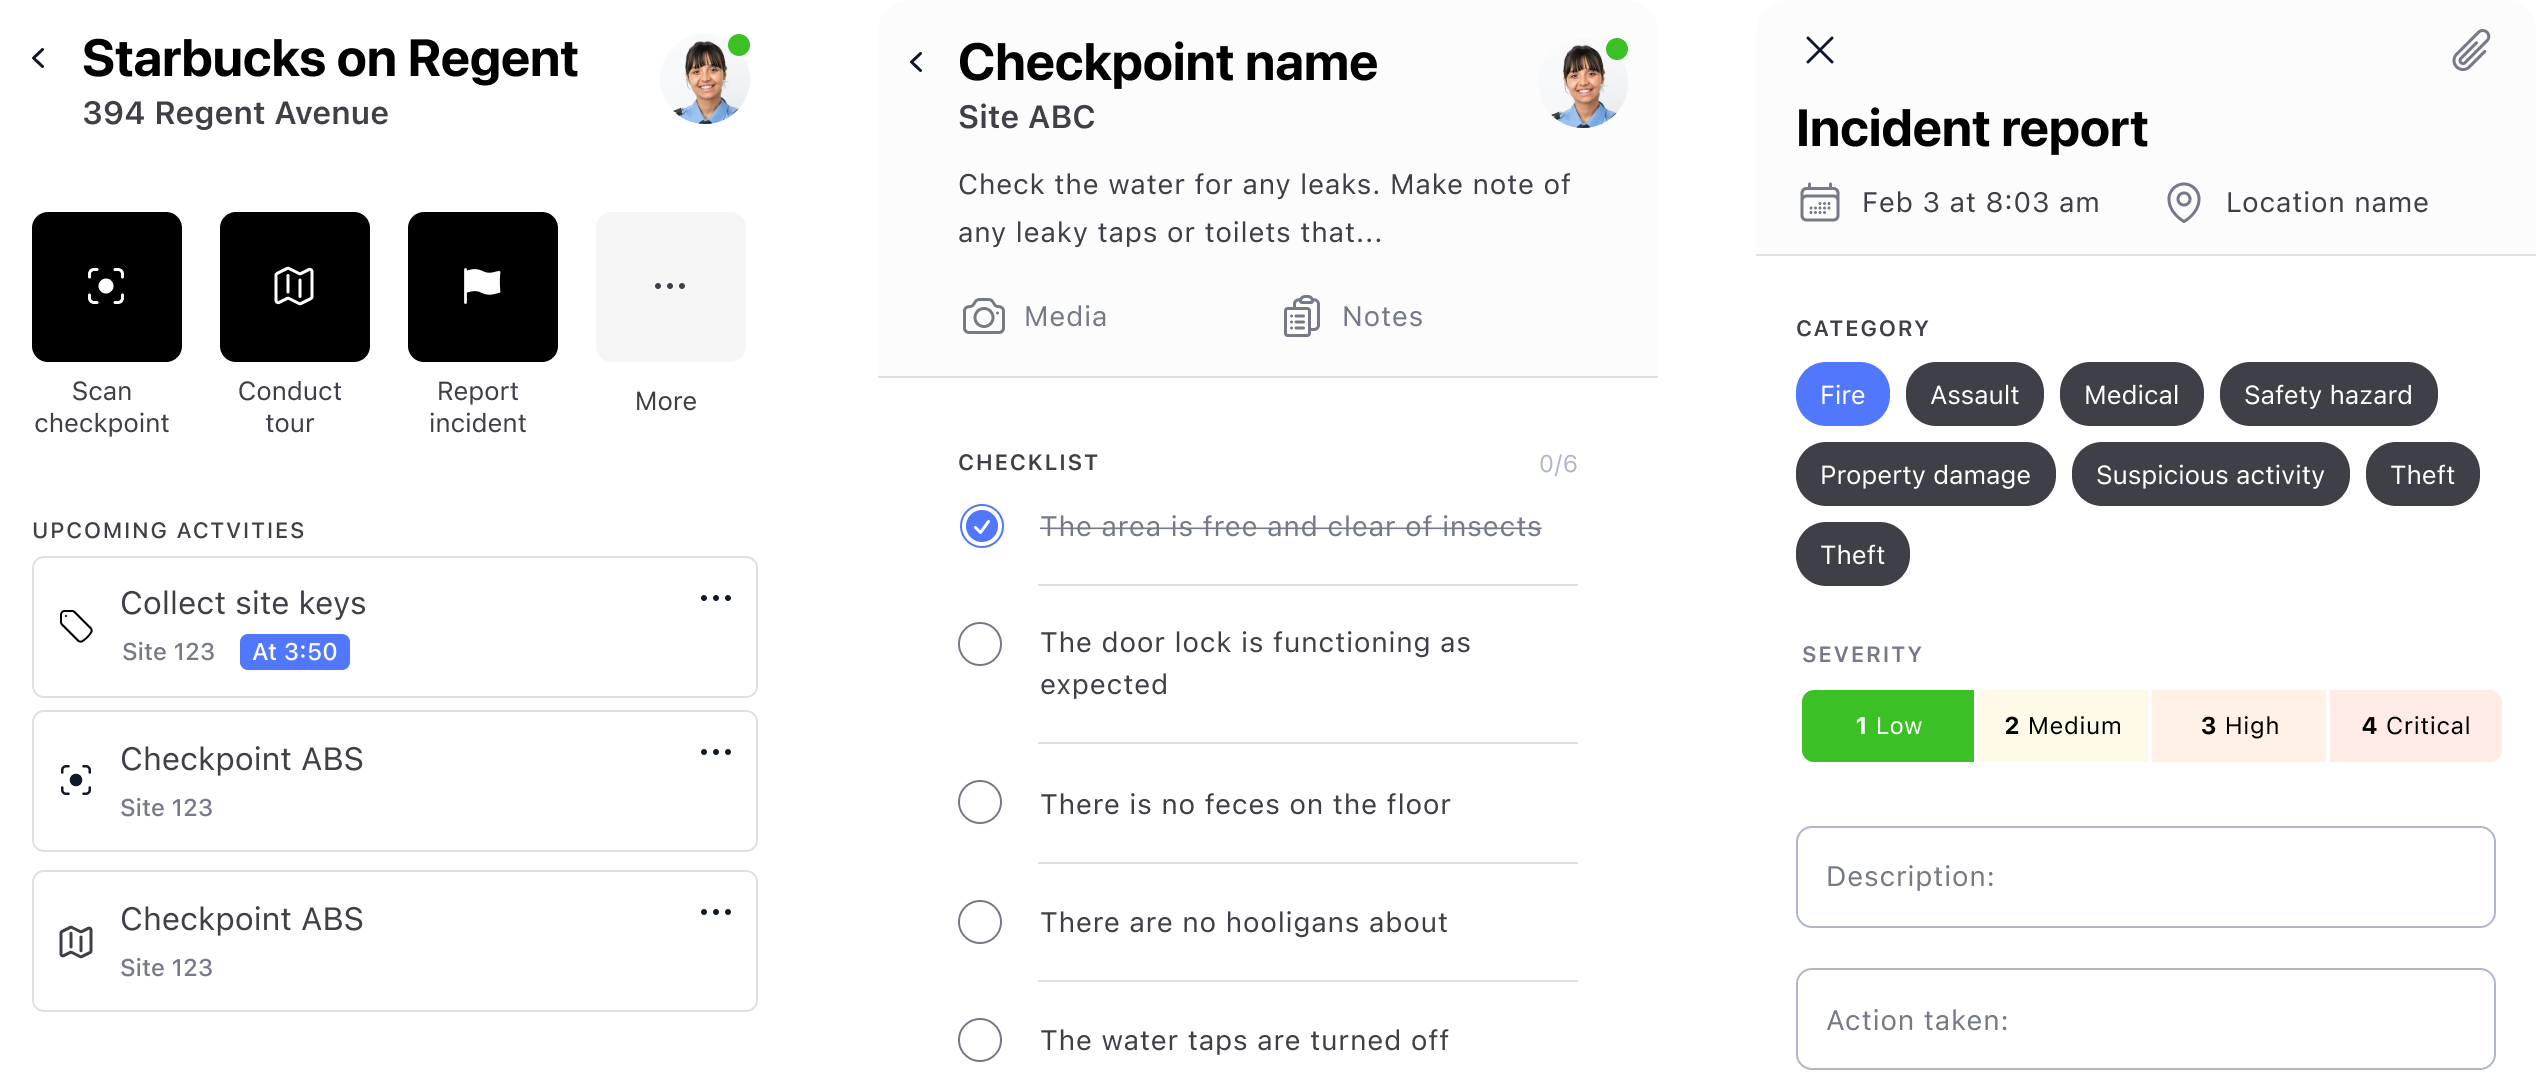 Starbucks on Regent
394 Regent Avenue
Scan
checkpoint
Conduct
tour
Report
incident
More
UPCOMING ACTVITIES
Collect site keys
Site 123
At 3:50
Checkpoint ABS
Site 123
Checkpoint ABS
Site 123
Checkpoint name
Site ABC
Check the water for any leaks. Make note of
any leaky taps or toilets that...
Media
Notes
CHECKLIST
0/6
The area is free and clear of insects
The door lock is functioning as
expected
There is no feces on the floor
There are no hooligans about
The water taps are turned off
Incident report
Feb 3 at 8:03 am
Location name
CATEGORY
Fire
Assault
Medical
Safety hazard
Property damage
Suspicious activity
Theft
Theft
SEVERITY
1 Low
2 Medium
3 High
4 Critical
Description:
Action taken: